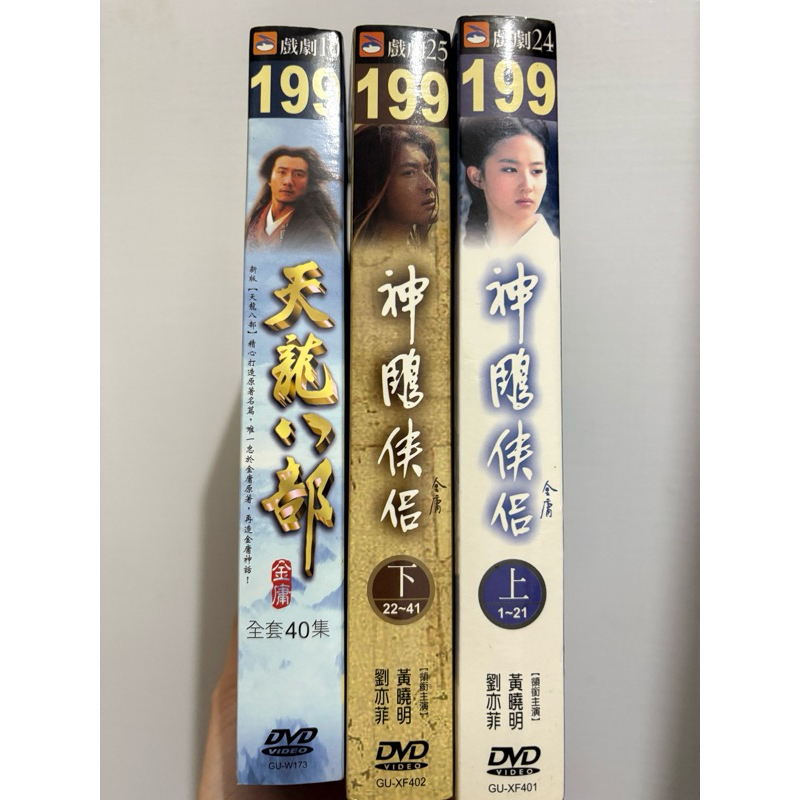 戲劇
199
新版【天龍八部】精心打造原著名篇，唯一忠於金庸原著，再造金庸神話！
天龍八部
金庸
全套40集
DVD
VIDEO
GU-W173
戲劇25
199
神鵰俠侶
金庸
下
22~41
【領銜主演】
黃曉明
劉亦菲
DVD
VIDEO
GU-XF402
戲劇24
199
神鵰俠侶
金庸
上
1~21
【領銜主演】
黃曉明
劉亦菲
DVD
VIDEO
GU-XF401